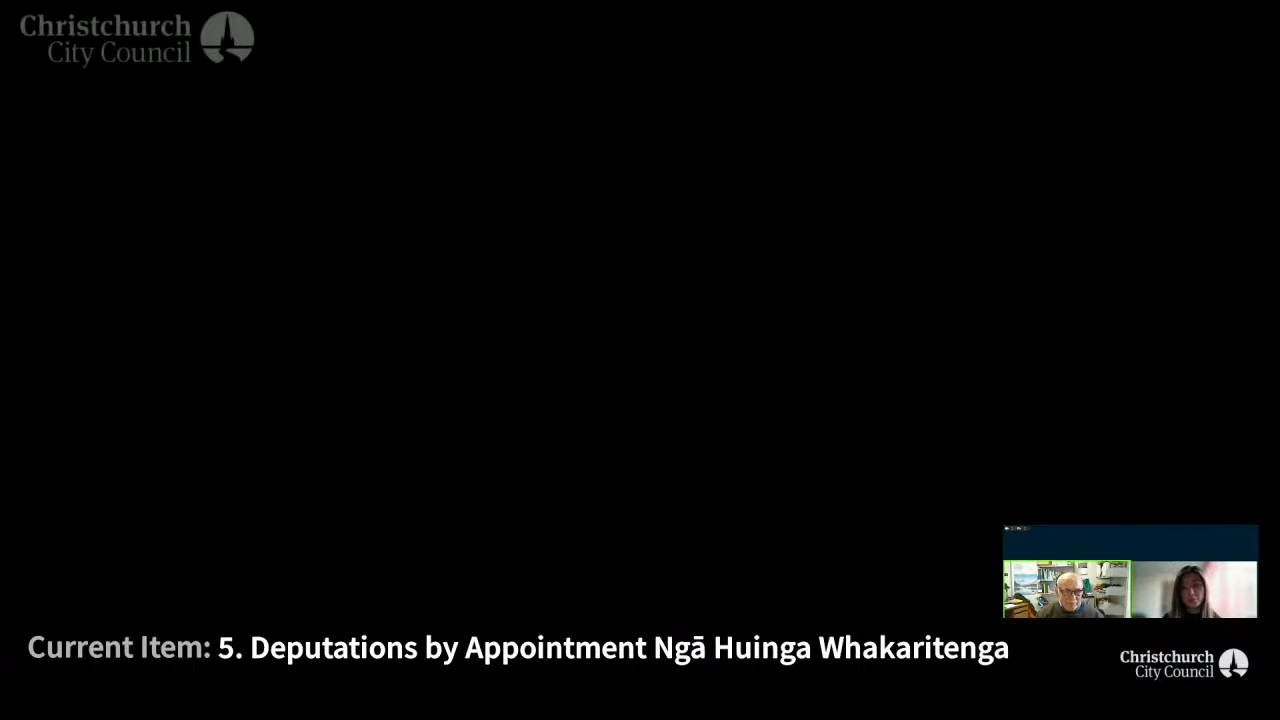 Christchurch
City Council
Current Item: 5. Deputations by Appointment Ngā Huinga Whakaritenga
Christchurch
City Council